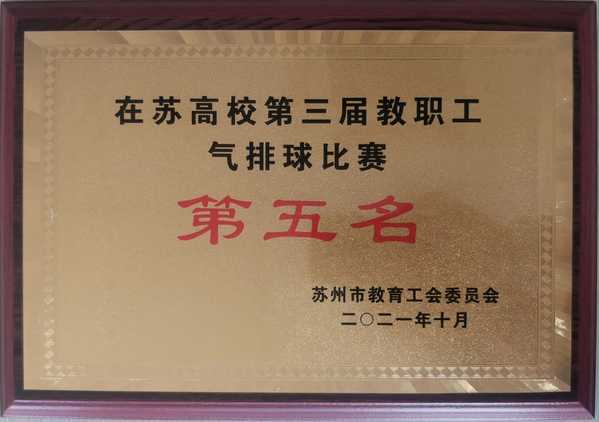 在苏高校第三届教职工
气排球比赛
第五名
苏州市教育工会委员会
二〇二一年十月